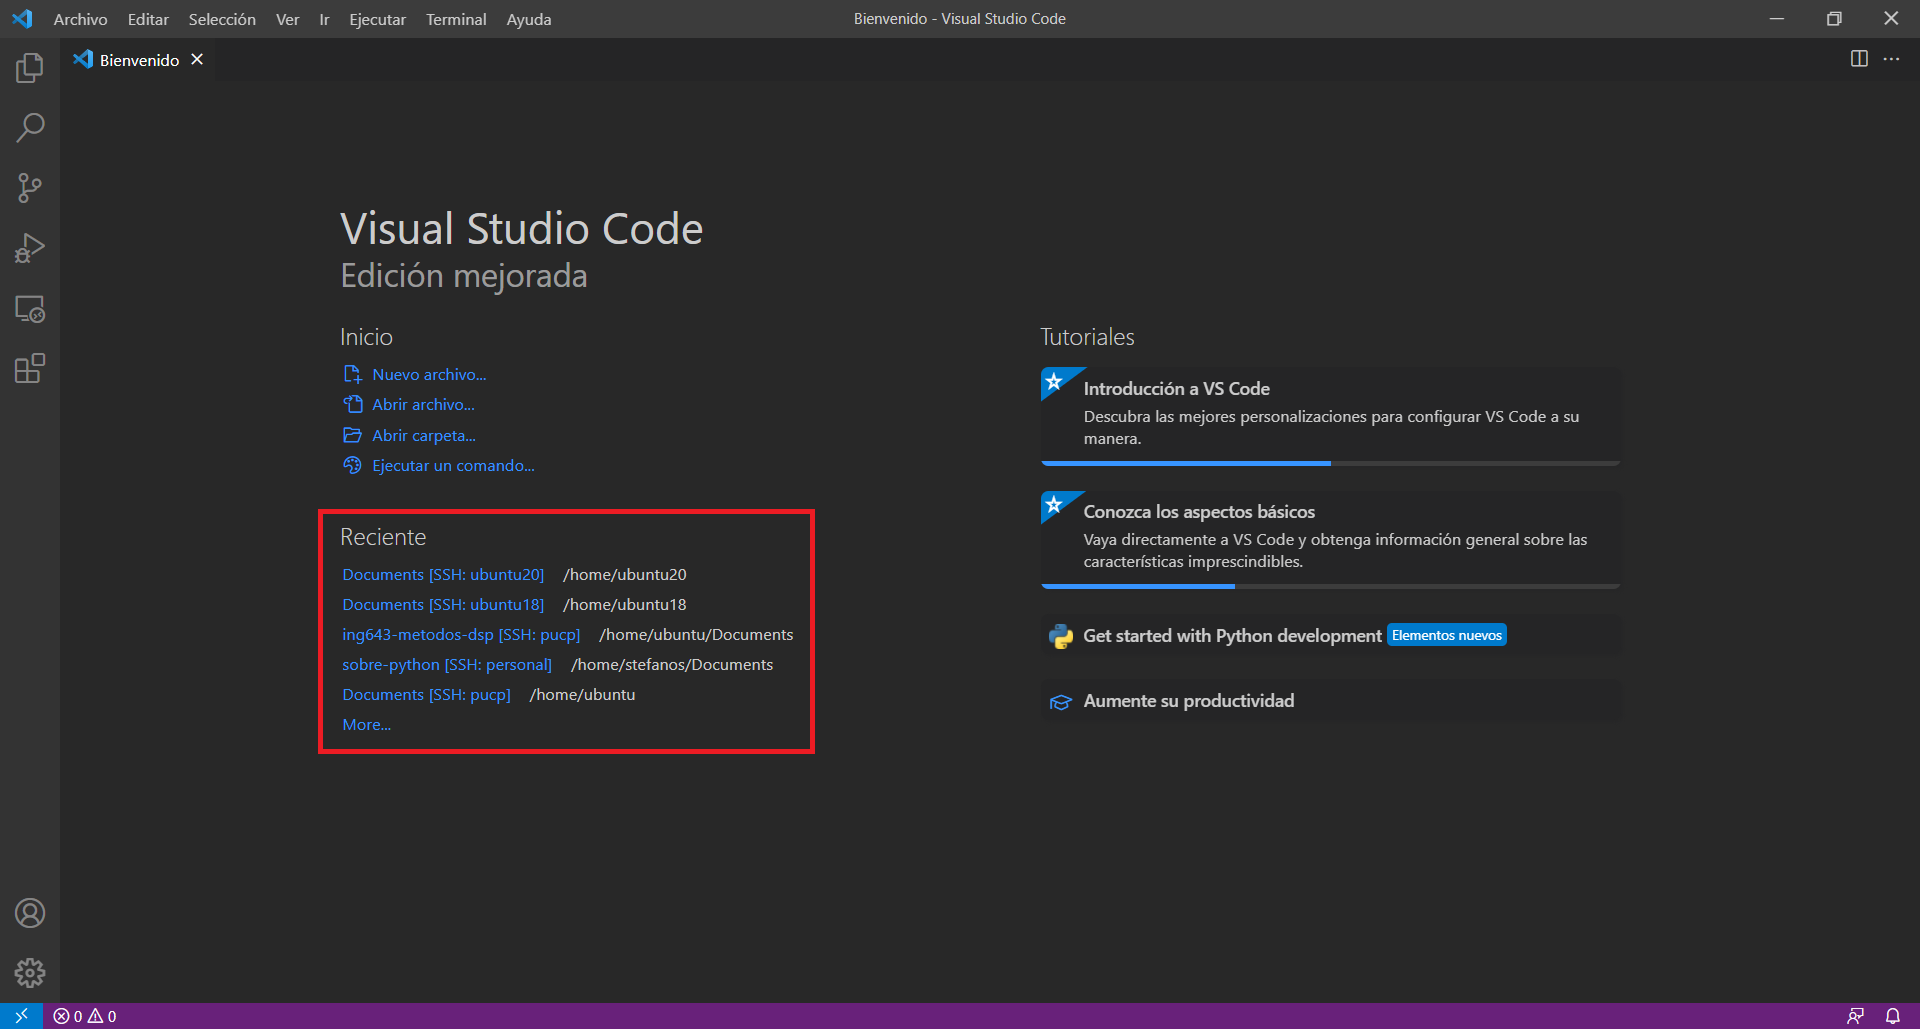 Archivo Editar Selección Ver Ir Ejecutar Terminal Ayuda
Bienvenido - Visual Studio Code
Bienvenido
Visual Studio Code
Edición mejorada
Inicio
Nuevo archivo...
Abrir archivo...
Abrir carpeta...
Ejecutar un comando...
Reciente
Documents [SSH: ubuntu20] /home/ubuntu20
Documents [SSH: ubuntu18] /home/ubuntu18
ing643-metodos-dsp [SSH: pucp] /home/ubuntu/Documents
sobre-python [SSH: personal] /home/stefanos/Documents
Documents [SSH: pucp] /home/ubuntu
More...
Tutoriales
Introducción a VS Code
Descubra las mejores personalizaciones para configurar VS Code a su
manera.
Conozca los aspectos básicos
Vaya directamente a VS Code y obtenga información general sobre las
características imprescindibles.
Get started with Python development Elementos nuevos
Aumente su productividad
0 0